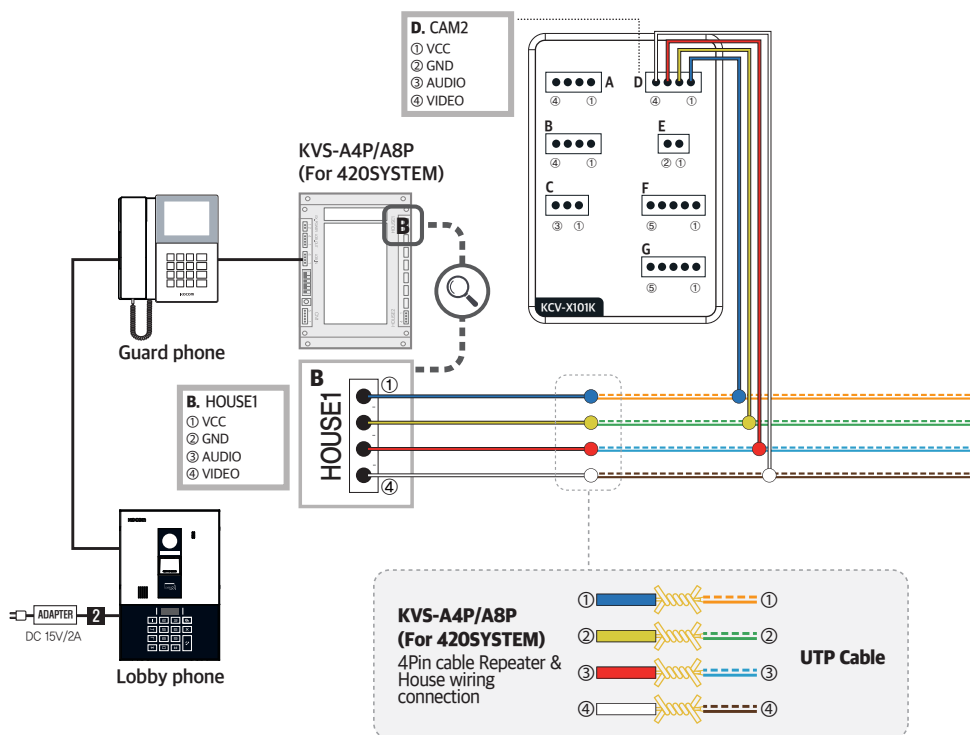 D. CAM2
① VCC
② GND
③ AUDIO
④ VIDEO
A
④ ①
D
④ ①
B
④ ①
E
② ①
C
③ ①
F
⑤ ①
G
⑤ ①
KCV-X101K
KVS-A4P/A8P
(For 420SYSTEM)
B
Guard phone
B. HOUSE1
① VCC
② GND
③ AUDIO
④ VIDEO
B
HOUSE1
①
④
ADAPTER
2
DC 15V/2A
Lobby phone
KVS-A4P/A8P
(For 420SYSTEM)
4Pin cable Repeater &
House wiring
connection
① ①
② ②
③ ③
④ ④
UTP Cable